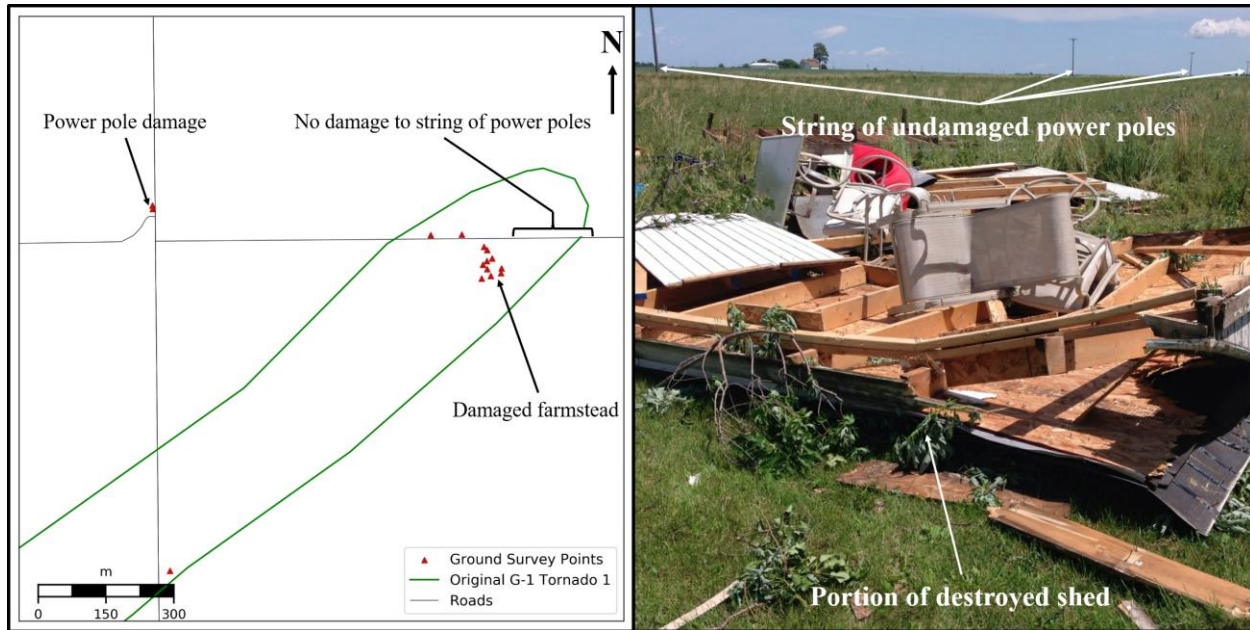 N
Power pole damage
No damage to string of power poles
Damaged farmstead
m
0 150 300
Ground Survey Points
Original G-1 Tornado 1
Roads
String of undamaged power poles
Portion of destroyed shed